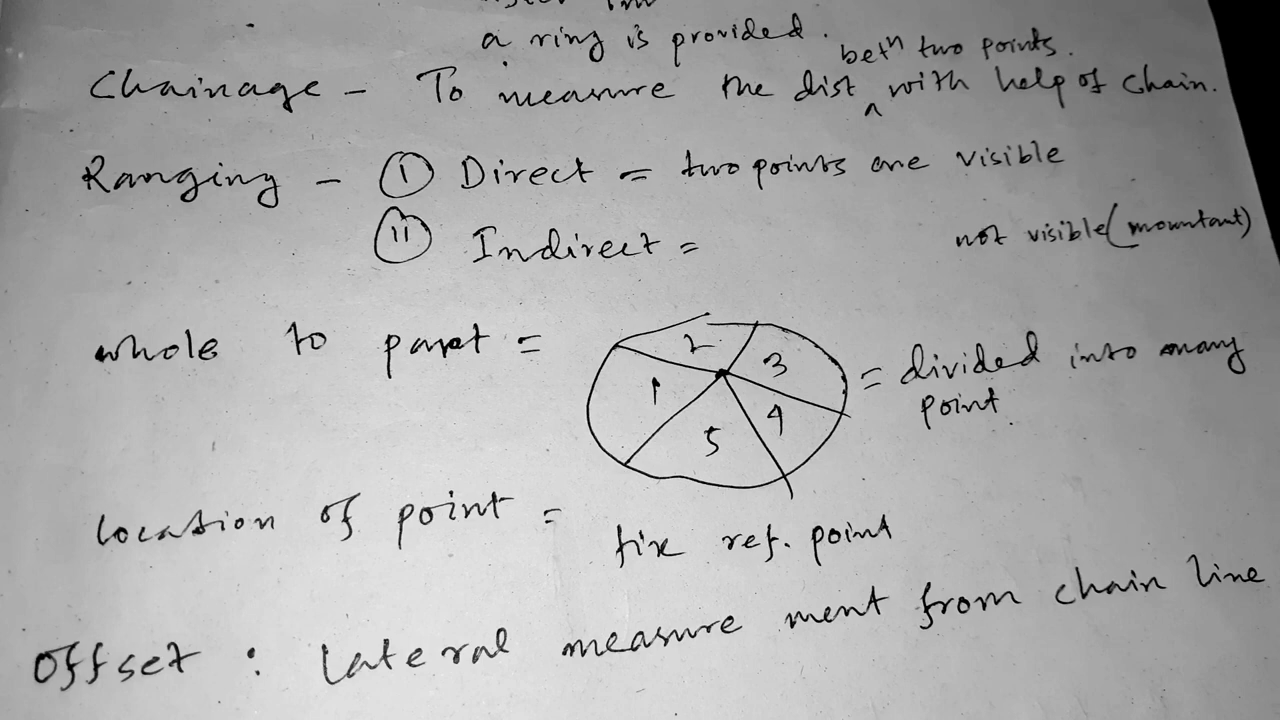 a ring is provided.
betn two points.
Chainage - To measure the dist ^ with help of chain.
Ranging - (i) Direct = two points are visible
(ii) Indirect = not visible (mountant)
whole to part = 1 2 3 4 5 = divided into many
point.
location of point = fix ref. point
Offset : lateral measure ment from chain line